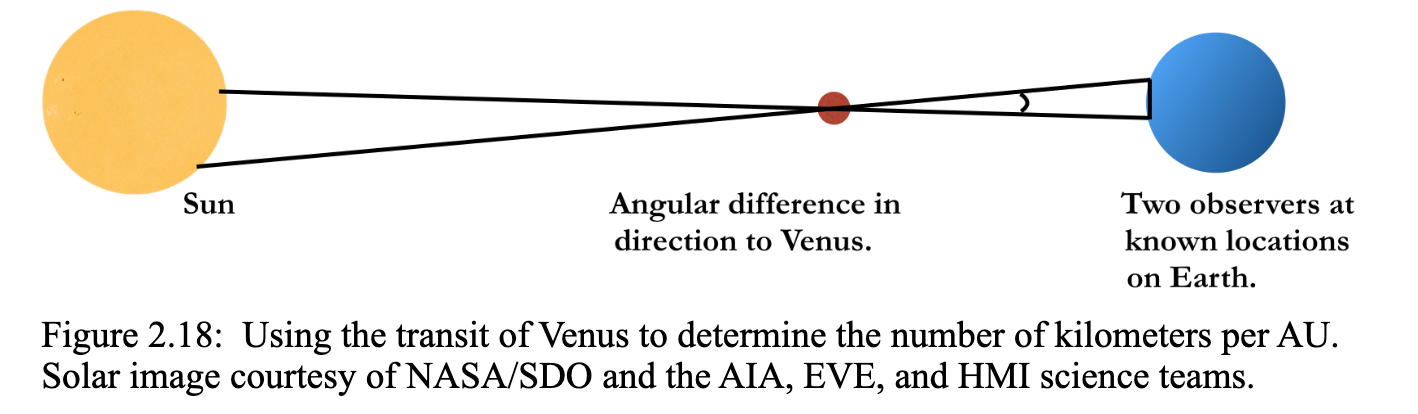 Sun
Angular difference in
direction to Venus.
Two observers at
known locations
on Earth.
Figure 2.18:  Using the transit of Venus to determine the number of kilometers per AU.
Solar image courtesy of NASA/SDO and the AIA, EVE, and HMI science teams.